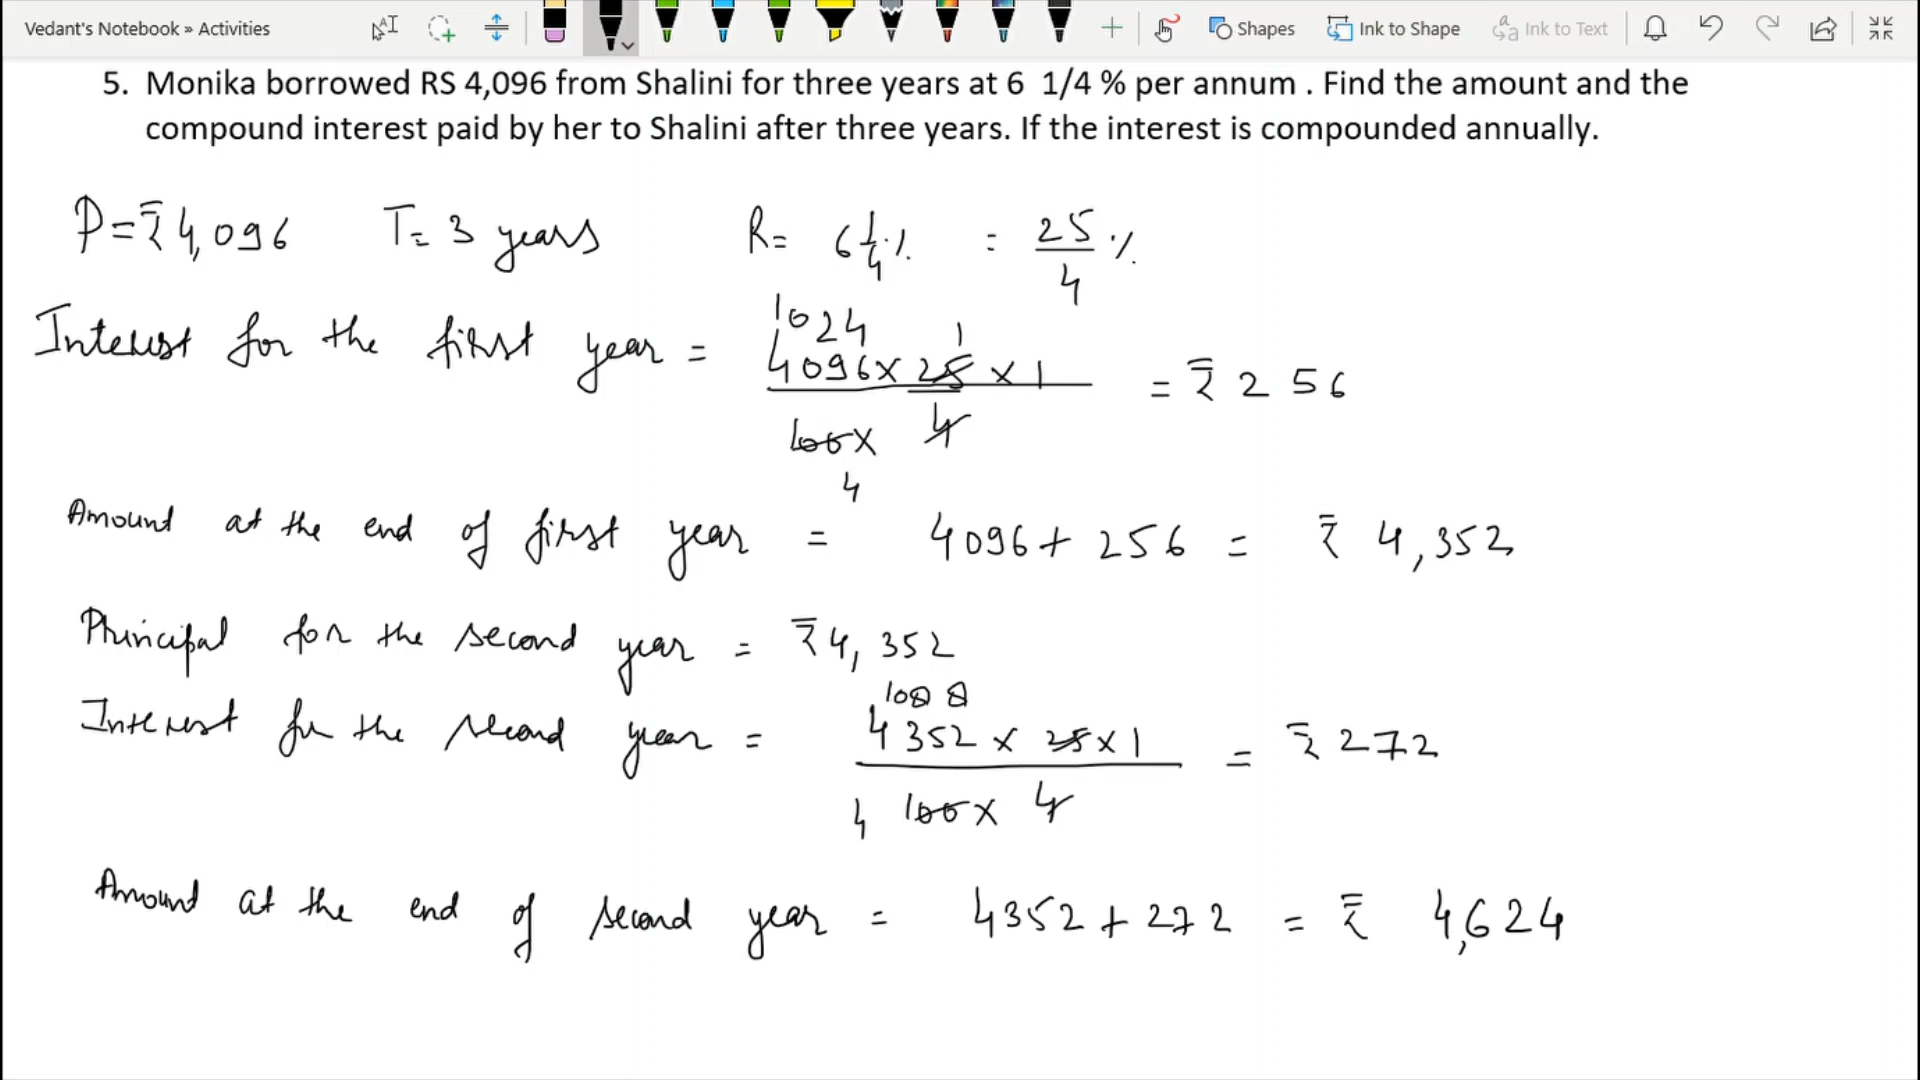 Vedant's Notebook » Activities
Shapes
Ink to Shape
Ink to Text
5. Monika borrowed RS 4,096 from Shalini for three years at 6 1/4 % per annum . Find the amount and the
compound interest paid by her to Shalini after three years. If the interest is compounded annually.
P=₹4,096 T= 3 years R= 6 1/4 % = 25/4 %
1024 1
Interest for the first year = 4096 x 25 x 1 = ₹ 256
100 x 4
4
Amount at the end of first year = 4096 + 256 = ₹ 4,352
Principal for the second year = ₹4,352
Interest for the second year = 4352 x 25 x 1 = ₹ 272
4 100 x 4
Amount at the end of second year = 4352 + 272 = ₹ 4,624